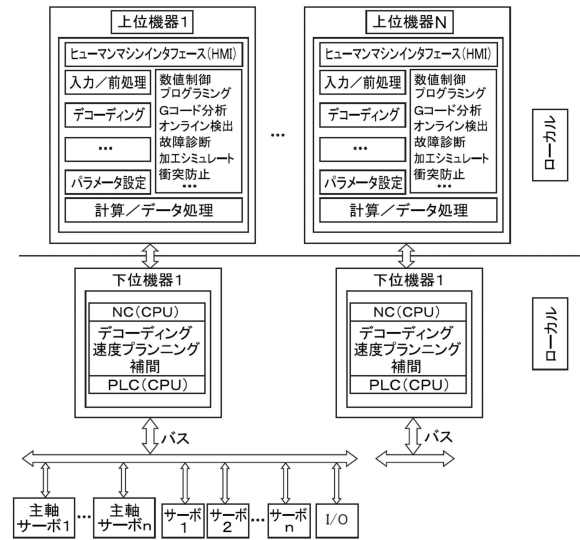 上位機器1
ヒューマンマシンインタフェース(HMI)
入力／前処理
デコーディング
...
パラメータ設定
数値制御
プログラミング
Gコード分析
オンライン検出
故障診断
加工シミュレート
衝突防止
...
計算／データ処理
...
上位機器N
ヒューマンマシンインタフェース(HMI)
入力／前処理
デコーディング
...
パラメータ設定
数値制御
プログラミング
Gコード分析
オンライン検出
故障診断
加工シミュレート
衝突防止
...
計算／データ処理
ローカル
下位機器1
NC(CPU)
デコーディング
速度プランニング
補間
PLC(CPU)
バス
下位機器1
NC(CPU)
デコーディング
速度プランニング
補間
PLC(CPU)
バス
ローカル
主軸
サーボ1
...
主軸
サーボn
サーボ
1
サーボ
2
...
サーボ
n
I/O